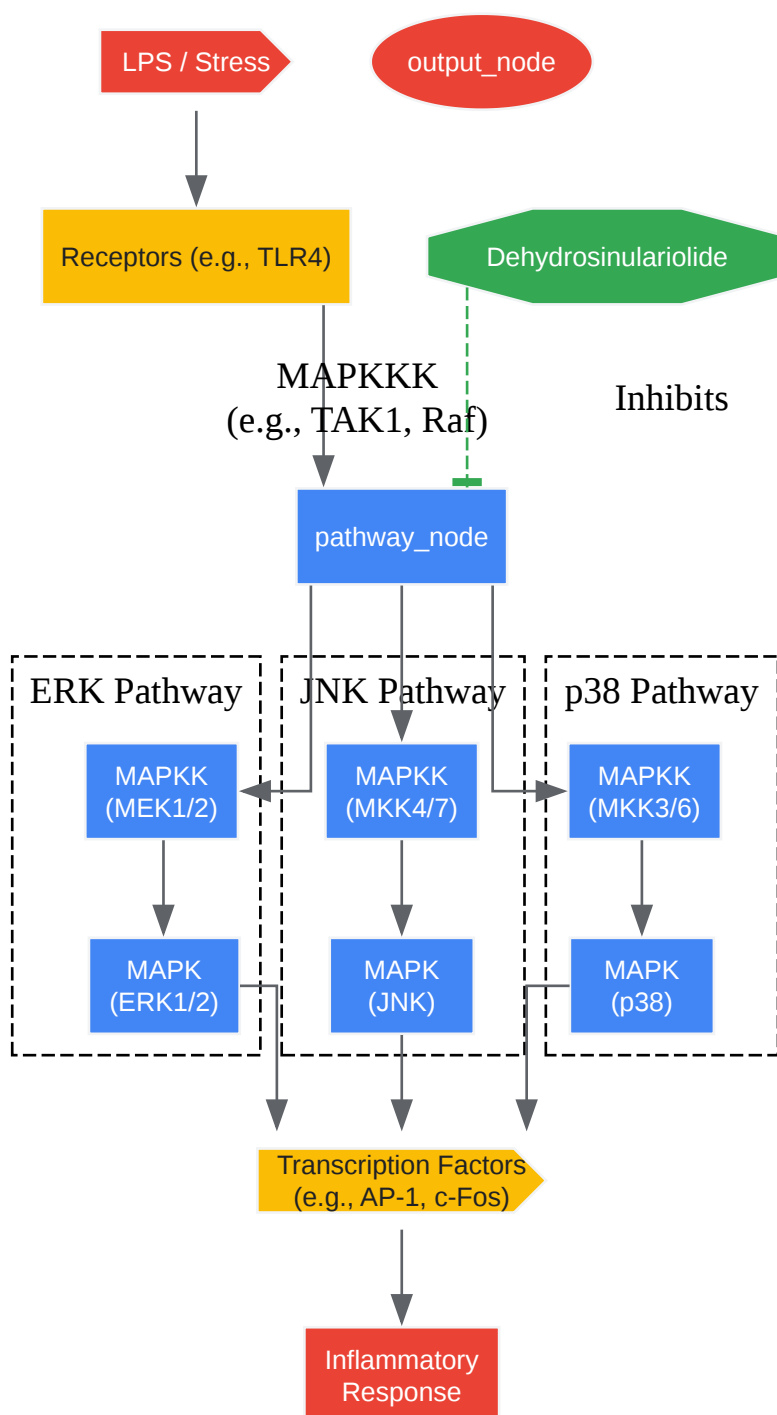 LPS / Stress
output_node
Receptors (e.g., TLR4)
Dehydrosinulariolide
MAPKKK
(e.g., TAK1, Raf)
Inhibits
pathway_node
ERK Pathway
JNK Pathway
p38 Pathway
MAPKK
(MEK1/2)
MAPKK
(MKK4/7)
MAPKK
(MKK3/6)
MAPK
(ERK1/2)
MAPK
(JNK)
MAPK
(p38)
Transcription Factors
(e.g., AP-1, c-Fos)
Inflammatory
Response